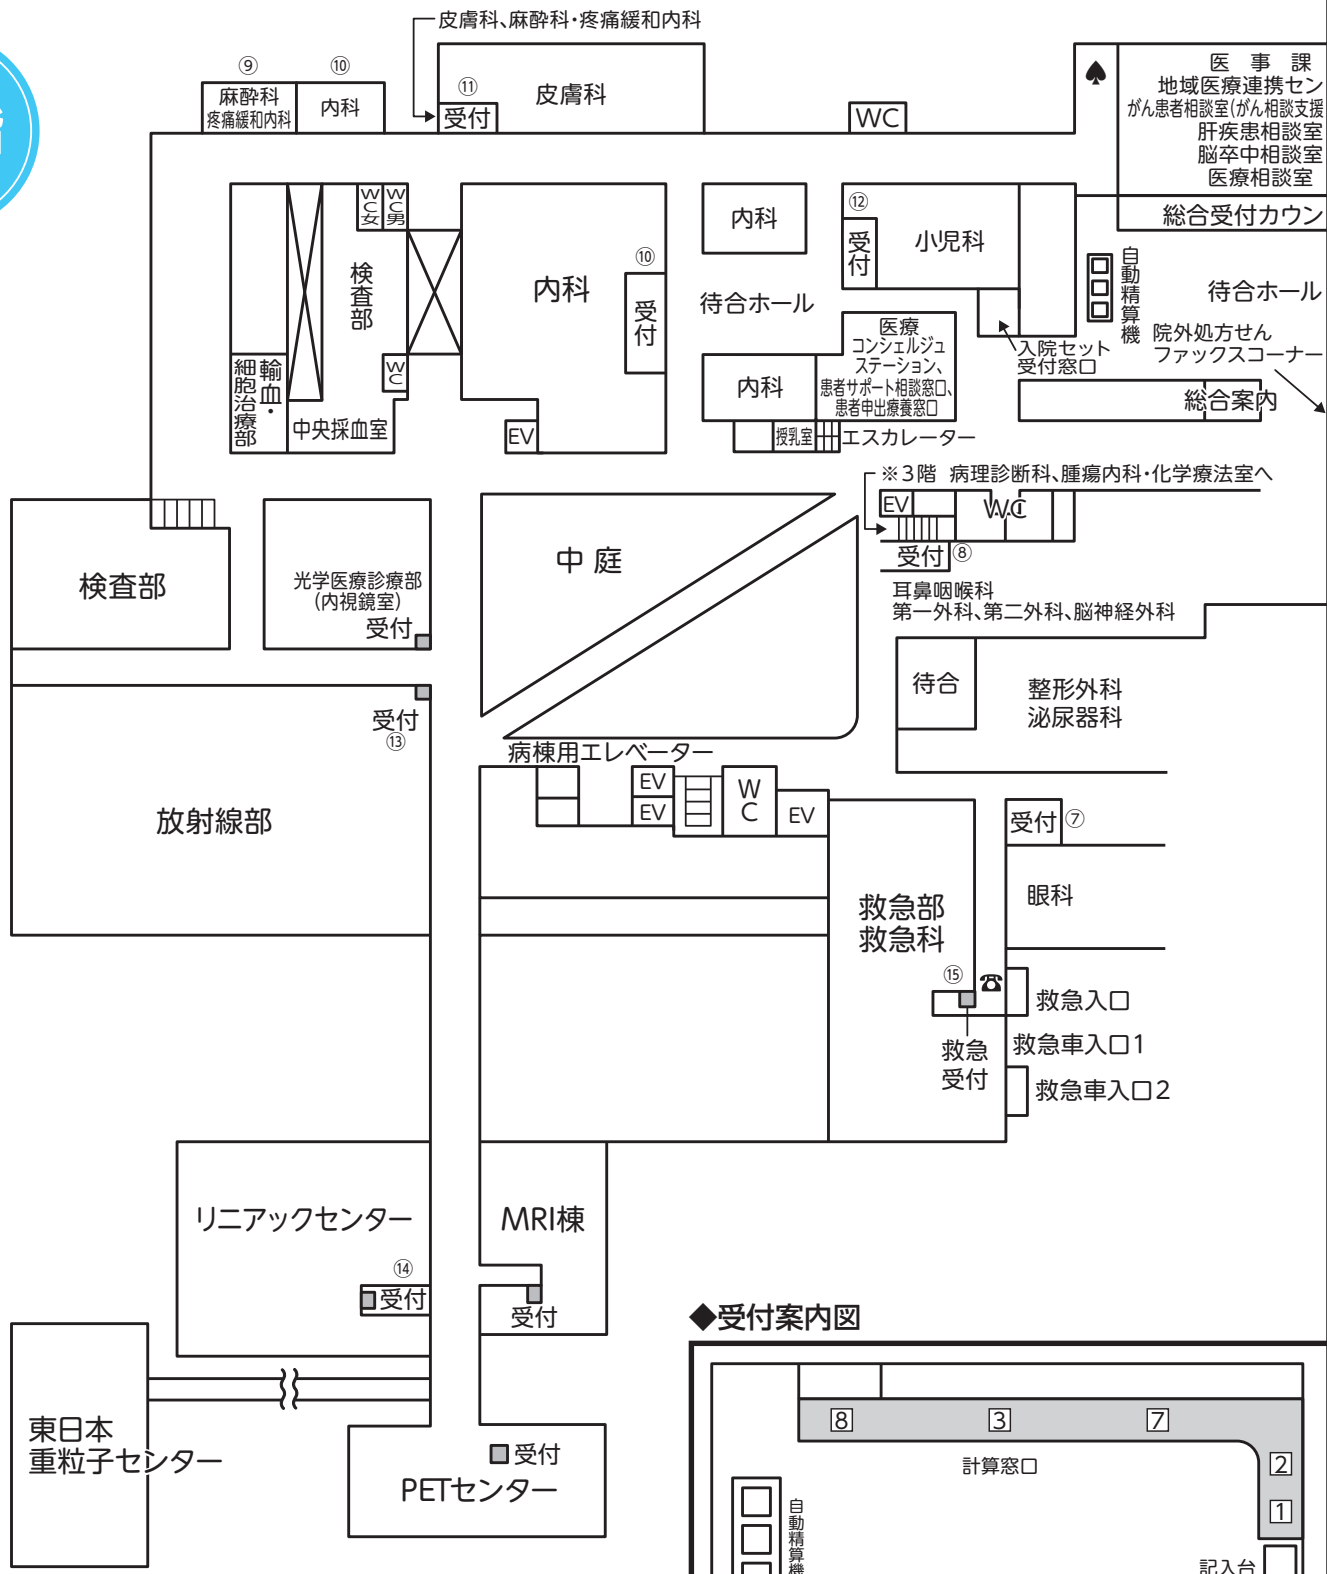 皮膚科、麻酔科・疼痛緩和内科
⑨
麻酔科
疼痛緩和内科
⑩
内科
⑪
受付
皮膚科
WC
♠
医 事 課
地域医療連携セン
がん患者相談室(がん相談支援
肝疾患相談室
脳卒中相談室
医療相談室
総合受付カウン
WC女
WC男
検査部
WC
輸血・
細胞治療部
中央採血室
内科
⑩
受付
EV
内科
待合ホール
内科
⑫
受付
小児科
自動精算機
待合ホール
入院セット
受付窓口
院外処方せん
ファックスコーナー
医療
コンシェルジュ
ステーション、
患者サポート相談窓口、
患者申出療養窓口
総合案内
授乳室
エスカレーター
※3階 病理診断科、腫瘍内科・化学療法室へ
EV
WC
受付
⑧
耳鼻咽喉科
第一外科、第二外科、脳神経外科
検査部
光学医療診療部
(内視鏡室)
受付
中庭
待合
整形外科
泌尿器科
受付
⑬
放射線部
病棟用エレベーター
EV
EV
WC
EV
受付
⑦
眼科
救急部
救急科
⑮
☎
救急入口
救急
受付
救急車入口1
救急車入口2
リニアックセンター
⑭
受付
MRI棟
受付
東日本
重粒子センター
受付
PETセンター
◆受付案内図
8
3
7
2
1
計算窓口
自動精算機
記入台